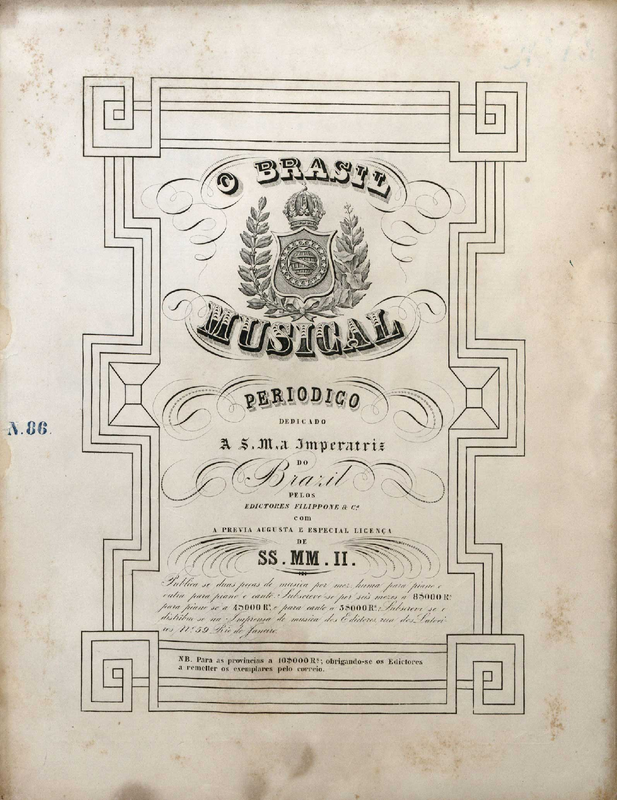 O BRASIL
MUSICAL
PERIODICO
DEDICADO
A S.M.a Imperatriz
DO
Brazil
PELOS
EDICTORES FILIPPONE & Cª
com
A PREVIA AUGUSTA E ESPECIAL LICENÇA
DE
SS. MM. II.
Publica se duas peças de musica por mez, huma para piano e
outra para piano e canto. Subscreve se por seis mezes a 8$000 Rˢ
para piano só a 4$000 Rˢ e para canto a 5$000 Rˢ. Subscreve se e
distribue se na Imprensa de musica dos Edictores rua dos Latoei-
ros, Nº 59. Rio de Janeiro.
NB. Para as provincias a 10$000 Rˢ; obrigando-se os Edictores
a remetter os exemplares pelo correio.
N.86.